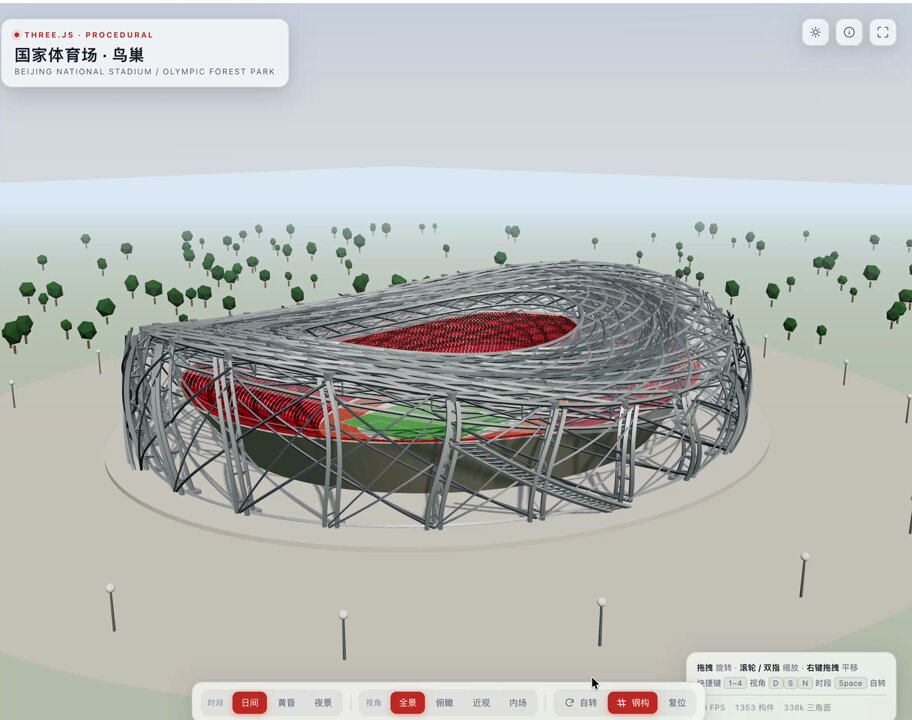 THREE.JS · PROCEDURAL
国家体育场 · 鸟巢
BEIJING NATIONAL STADIUM / OLYMPIC FOREST PARK
拖拽 旋转 · 滚轮 / 双指 缩放 · 右键拖拽 平移
快捷键 1~4 视角 D S N 时段 Space 自转
FPS 1353 构件 338k 三角面
时段 日间 黄昏 夜景 视角 全景 俯瞰 近观 内场 自转 钢构 复位